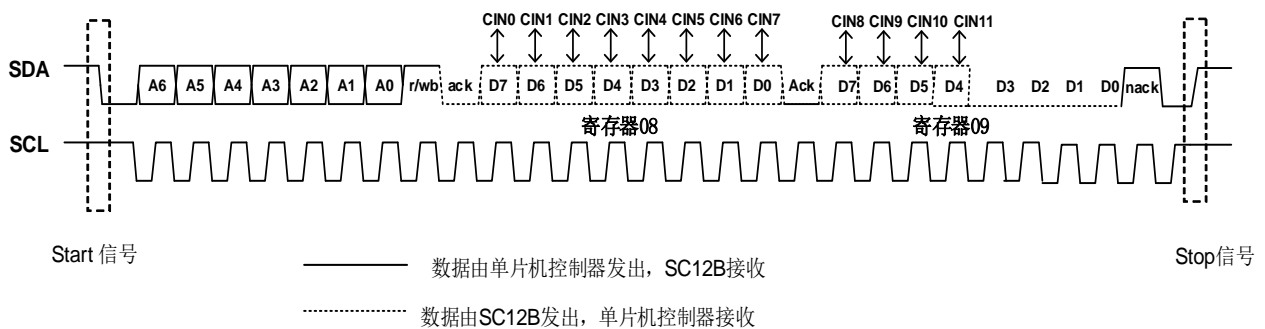 CIN0 CIN1 CIN2 CIN3 CIN4 CIN5 CIN6 CIN7 CIN8 CIN9 CIN10 CIN11
SDA A6 A5 A4 A3 A2 A1 A0 r/wb ack D7 D6 D5 D4 D3 D2 D1 D0 Ack D7 D6 D5 D4 D3 D2 D1 D0 nack
寄存器08 寄存器09
SCL
Start 信号 Stop信号
数据由单片机控制器发出，SC12B接收
数据由SC12B发出，单片机控制器接收